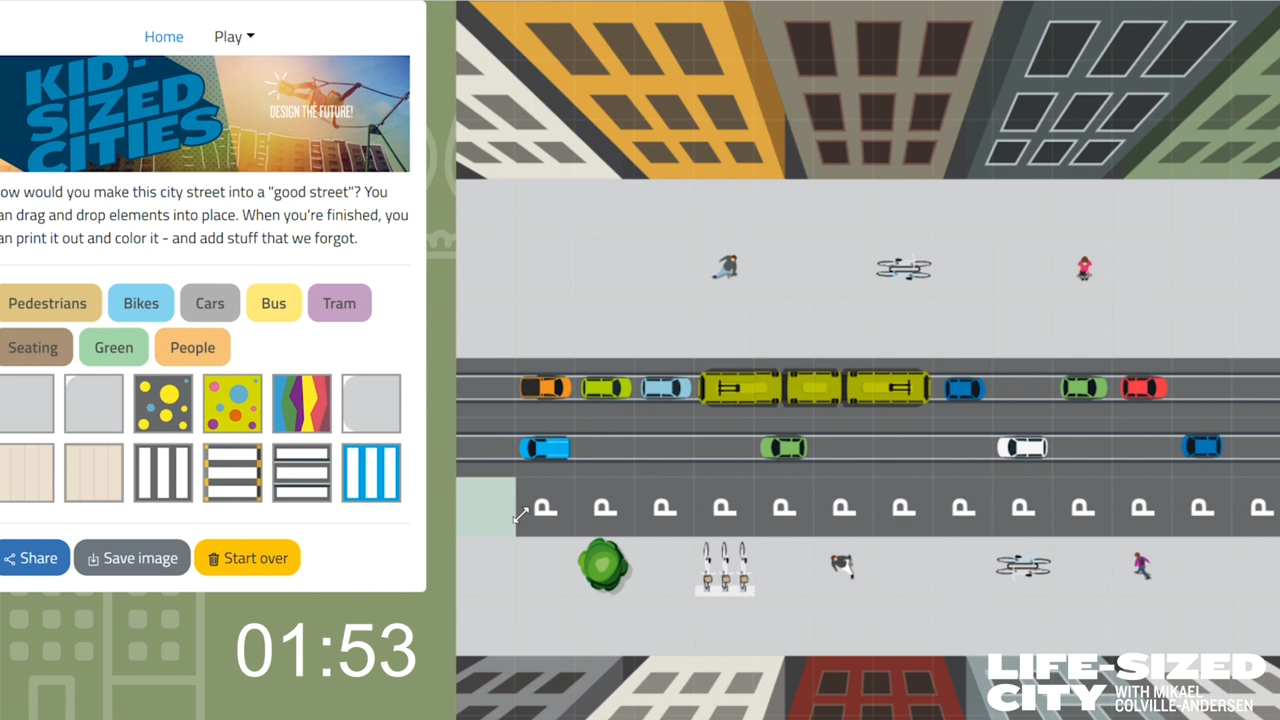 Home
Play
KID-
SIZED
CITIES
DESIGN THE FUTURE!
ow would you make this city street into a "good street"? You
an drag and drop elements into place. When you're finished, you
an print it out and color it - and add stuff that we forgot.
Pedestrians
Bikes
Cars
Bus
Tram
Seating
Green
People
Share
Save image
Start over
01:53
P P P P P P P P P P P P P
LIFE-SIZED
CITY WITH MIKAEL
COLVILLE-ANDERSEN